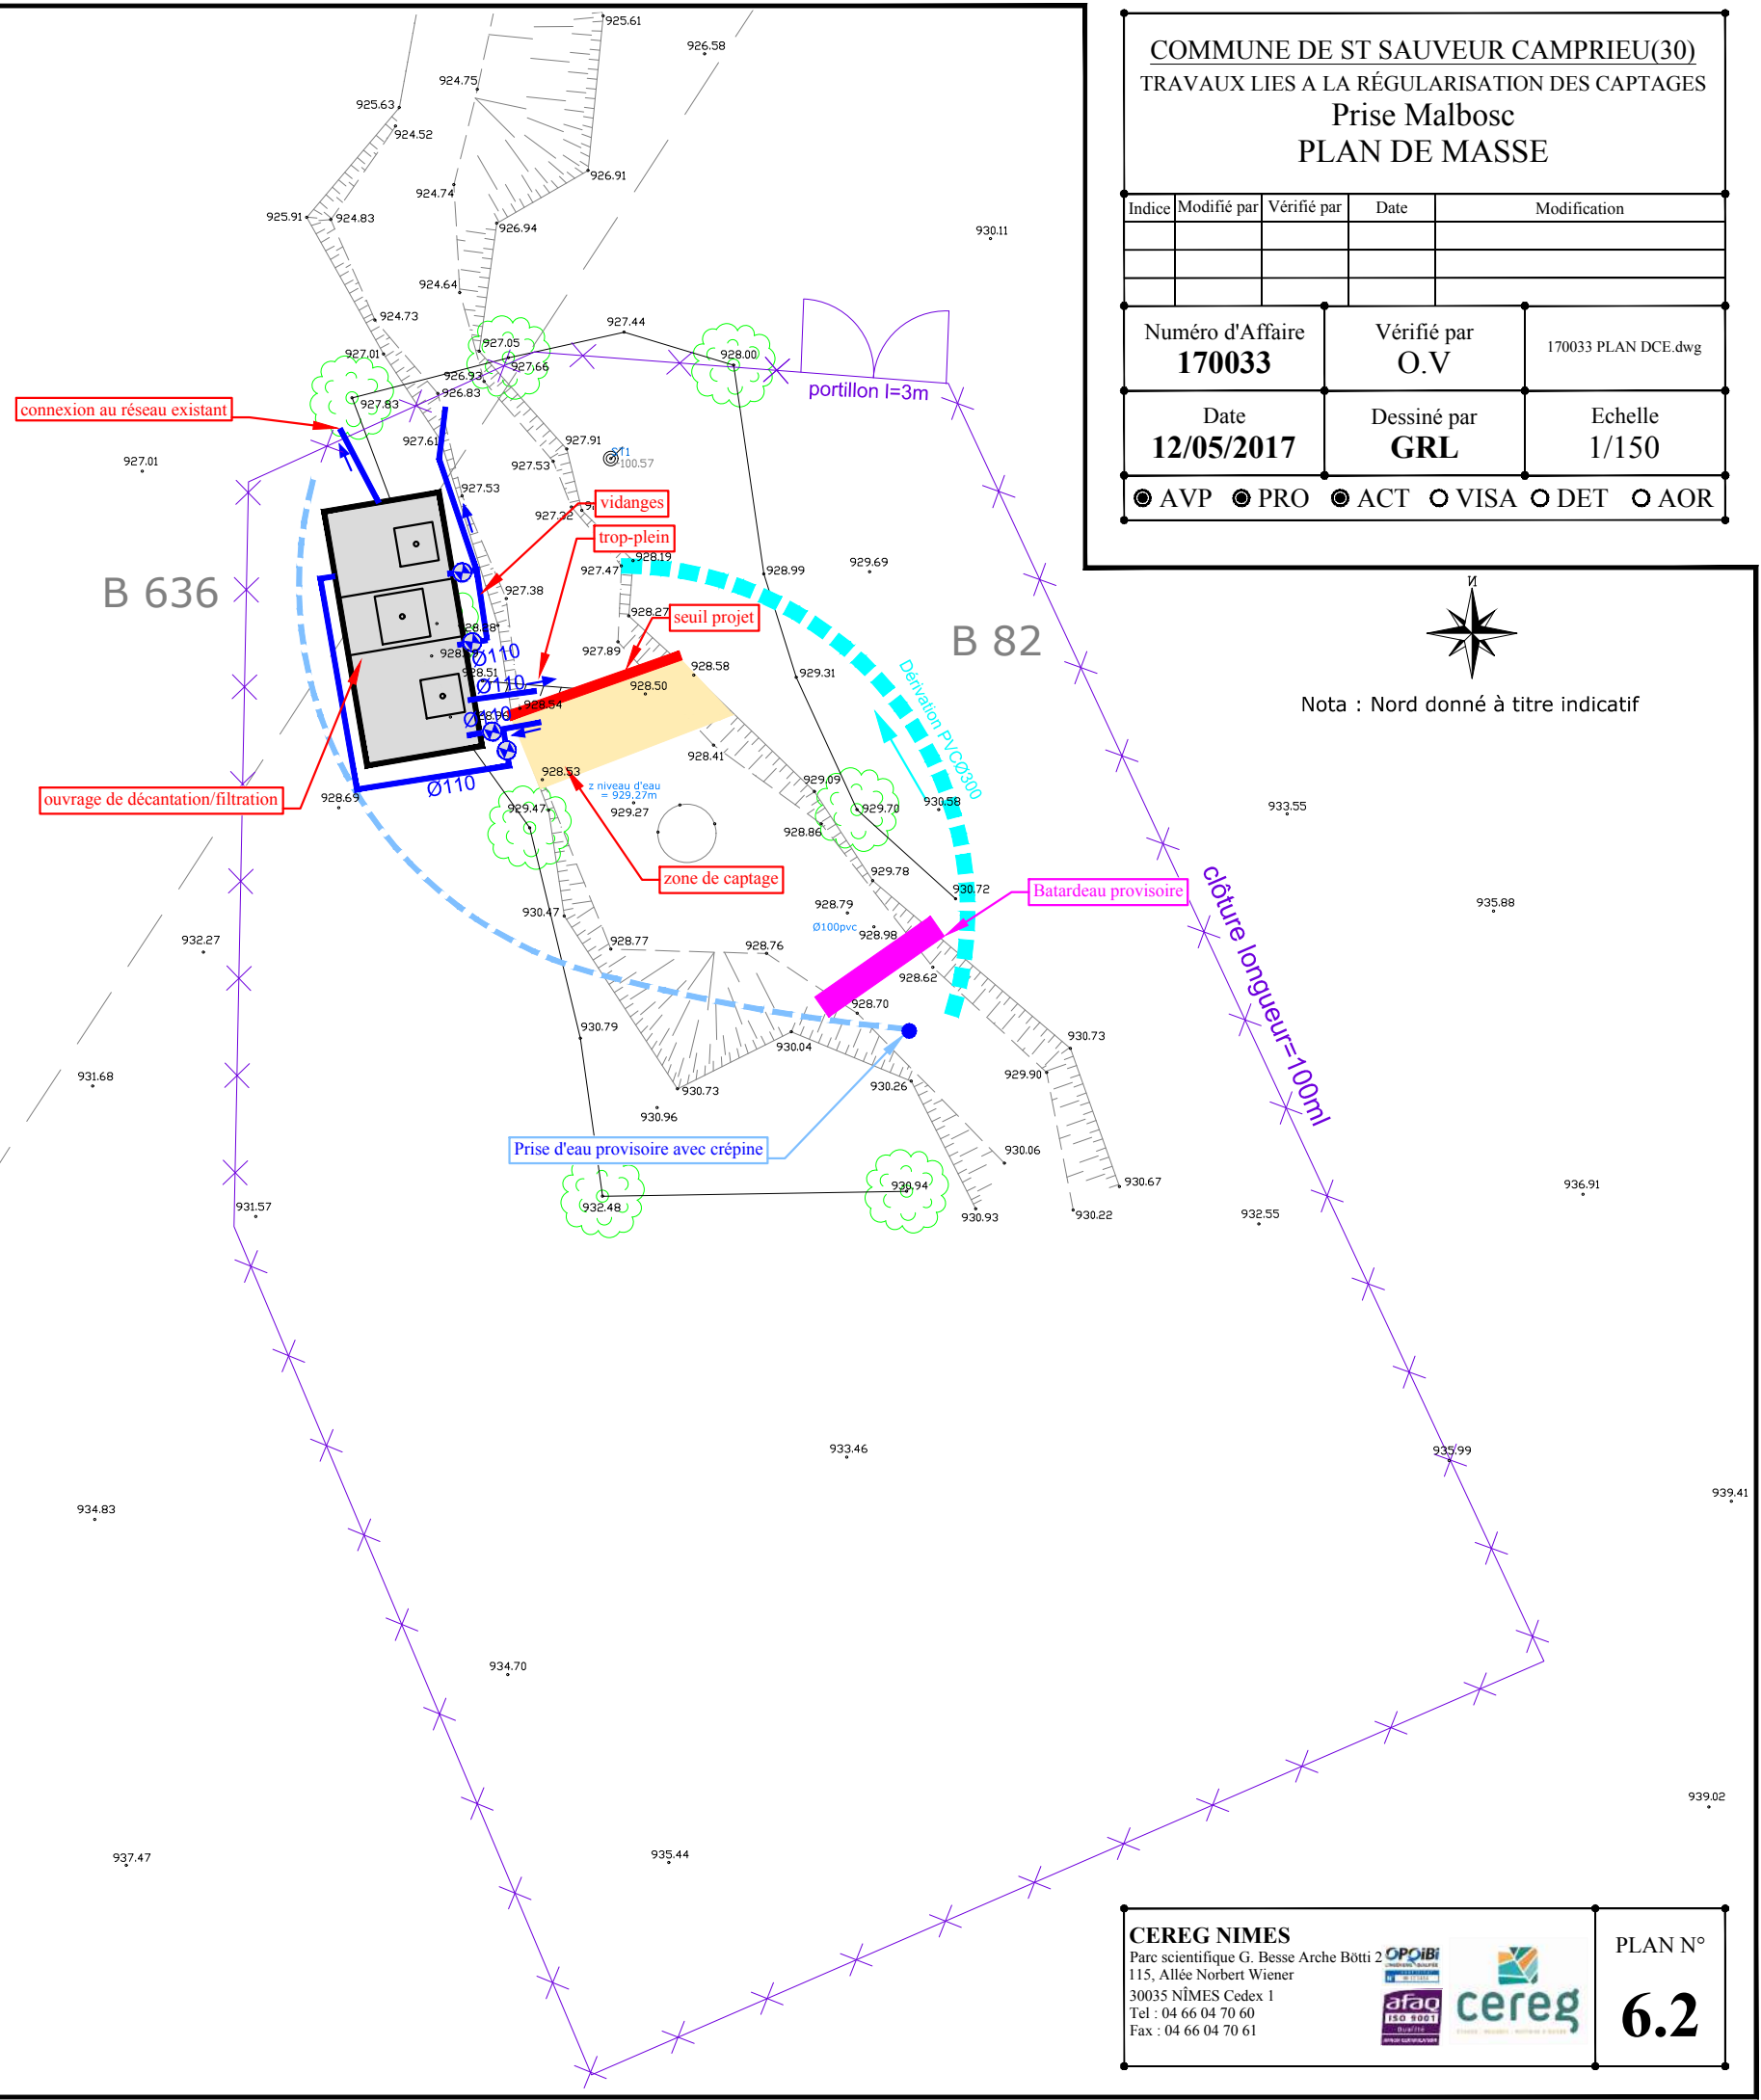 COMMUNE DE ST SAUVEUR CAMPRIEU(30)
TRAVAUX LIES A LA RÉGULARISATION DES CAPTAGES
Prise Malbosc
PLAN DE MASSE
Indice Modifié par Vérifié par Date Modification
Numéro d'Affaire
170033
Vérifié par
O.V
170033 PLAN DCE.dwg
Date
12/05/2017
Dessiné par
GRL
Echelle
1/150
AVP PRO ACT VISA DET AOR
N
Nota : Nord donné à titre indicatif
925.61
926.58
924.75
925.63
924.52
926.91
924.74
925.91
924.83
926.94
930.11
924.64
924.73
927.44
927.05
927.01
928.00
927.66
926.93
926.83
portillon l=3m
927.83
connexion au réseau existant
927.61
927.91
927.01
927.53
ST1
100.57
927.53
vidanges
927.32
trop-plein
928.19
927.47
928.99
929.69
B 636
927.38
928.27
seuil projet
B 82
927.89
Ø110
928.51
928.58
Ø110
928.50
929.31
928.54
Ø110
Dérivation PVCØ300
928.41
928.53
Ø110
ouvrage de décantation/filtration
928.69
z niveau d'eau
= 929.27m
929.27
929.09
929.47
929.70
930.58
933.55
928.86
zone de captage
929.78
930.72
Batardeau provisoire
clôture longueur=100ml
935.88
930.47
928.79
Ø100pvc
928.98
932.27
928.77
928.76
928.62
928.70
930.79
930.04
930.73
929.90
931.68
930.73
930.26
930.96
Prise d'eau provisoire avec crépine
930.06
930.94
930.67
936.91
932.48
931.57
930.93
930.22
932.55
933.46
935.99
934.83
939.41
934.70
939.02
937.47
935.44
CEREG NIMES
Parc scientifique G. Besse Arche Bötti 2
115, Allée Norbert Wiener
30035 NÎMES Cedex 1
Tel : 04 66 04 70 60
Fax : 04 66 04 70 61
OPQiBi
afaq
ISO 9001
Qualité
cereg
PLAN N°
6.2